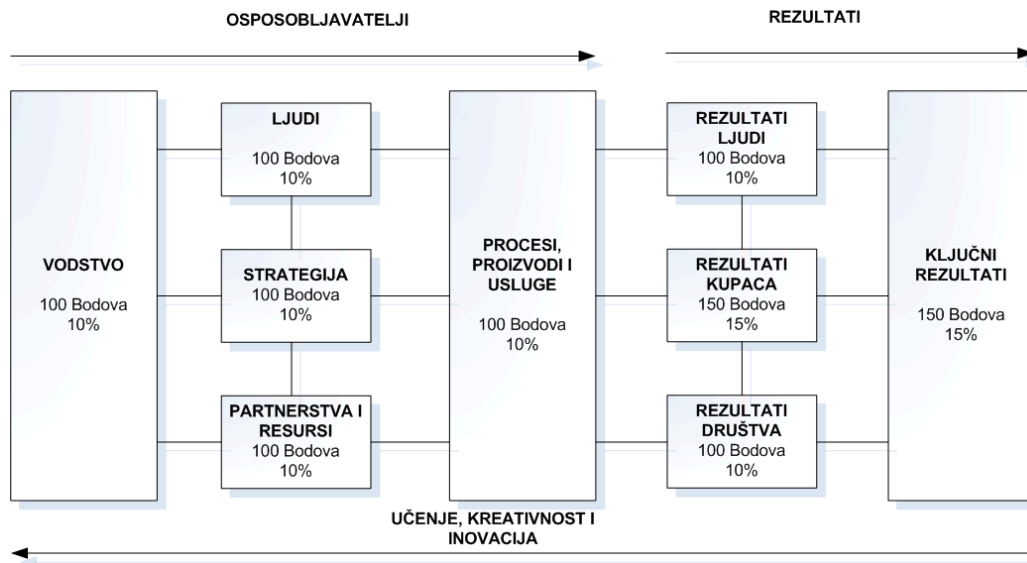 OSPOSOBLJAVATELJI
REZULTATI
VODSTVO
100 Bodova
10%
LJUDI
100 Bodova
10%
STRATEGIJA
100 Bodova
10%
PARTNERSTVA I
RESURSI
100 Bodova
10%
PROCESI,
PROIZVODI I
USLUGE
100 Bodova
10%
REZULTATI
LJUDI
100 Bodova
10%
REZULTATI
KUPACA
150 Bodova
15%
REZULTATI
DRUŠTVA
100 Bodova
10%
KLJUČNI
REZULTATI
150 Bodova
15%
UČENJE, KREATIVNOST I
INOVACIJA